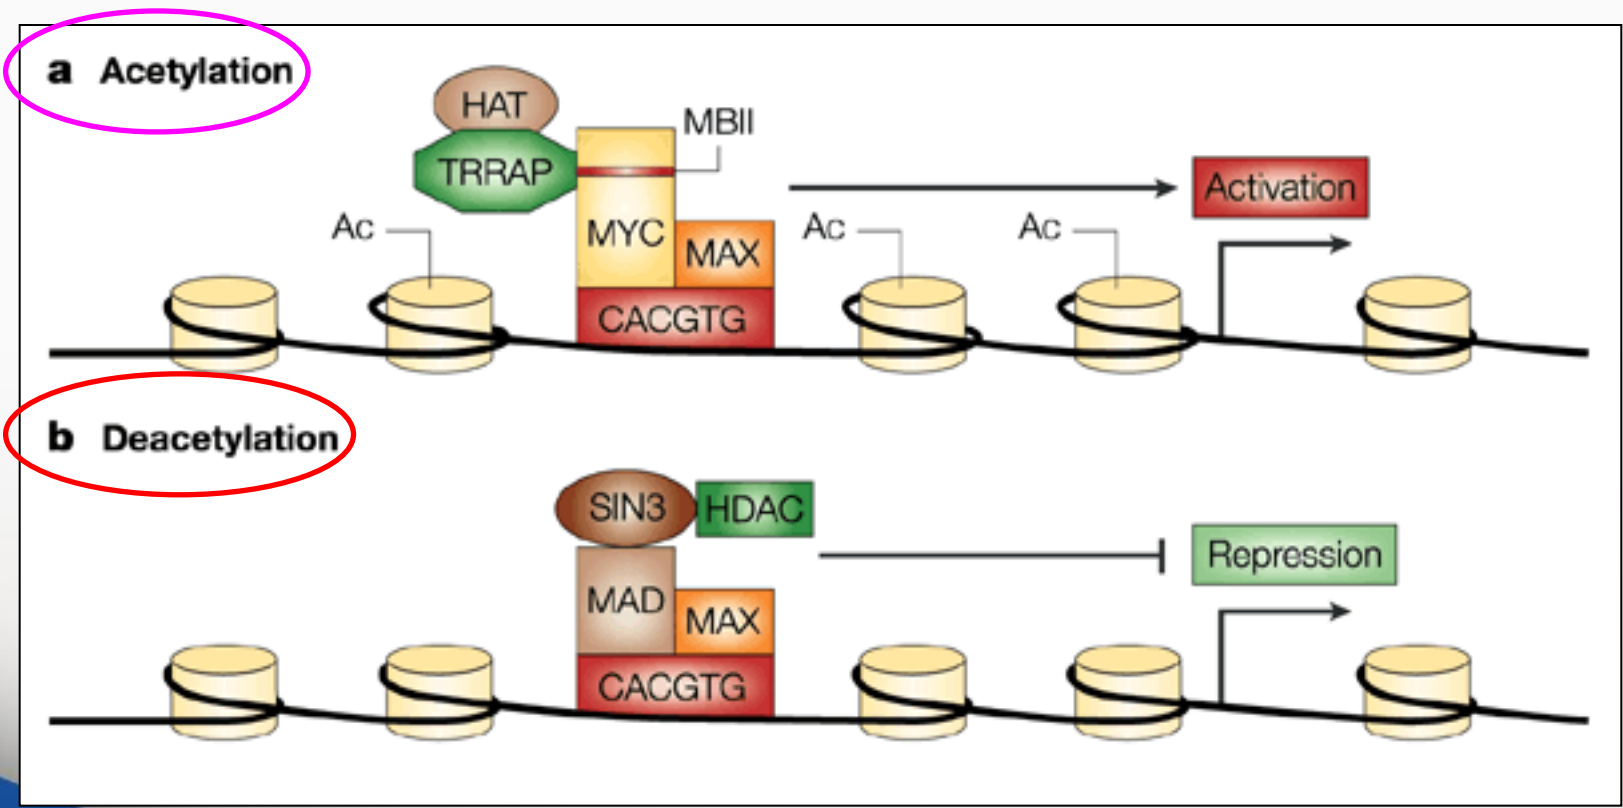 a Acetylation
HAT
MBII
TRRAP
Activation
Ac
MYC
Ac
Ac
MAX
CACGTG
b Deacetylation
SIN3
HDAC
Repression
MAD
MAX
CACGTG